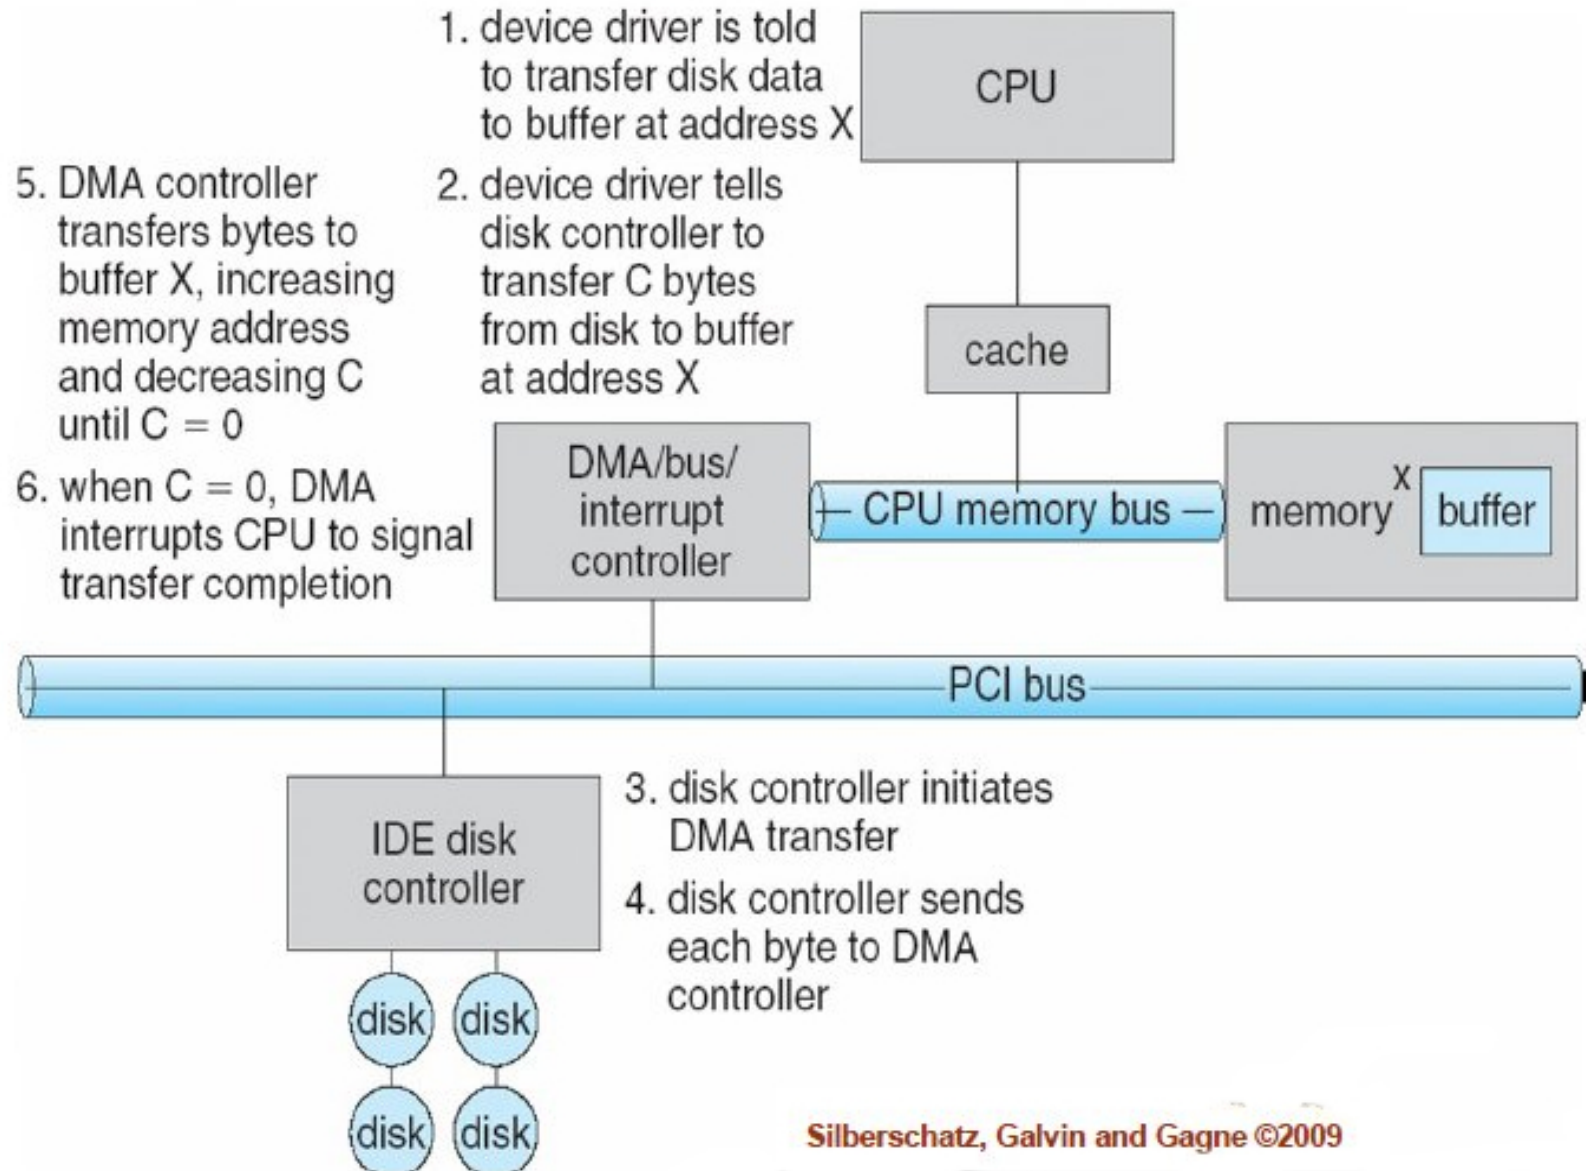 1. device driver is told
to transfer disk data
to buffer at address X
CPU
5. DMA controller
transfers bytes to
buffer X, increasing
memory address
and decreasing C
until C = 0
2. device driver tells
disk controller to
transfer C bytes
from disk to buffer
at address X
cache
6. when C = 0, DMA
interrupts CPU to signal
transfer completion
DMA/bus/
interrupt
controller
CPU memory bus
memory
X
buffer
PCI bus
IDE disk
controller
3. disk controller initiates
DMA transfer
4. disk controller sends
each byte to DMA
controller
disk
disk
disk
disk
Silberschatz, Galvin and Gagne ©2009